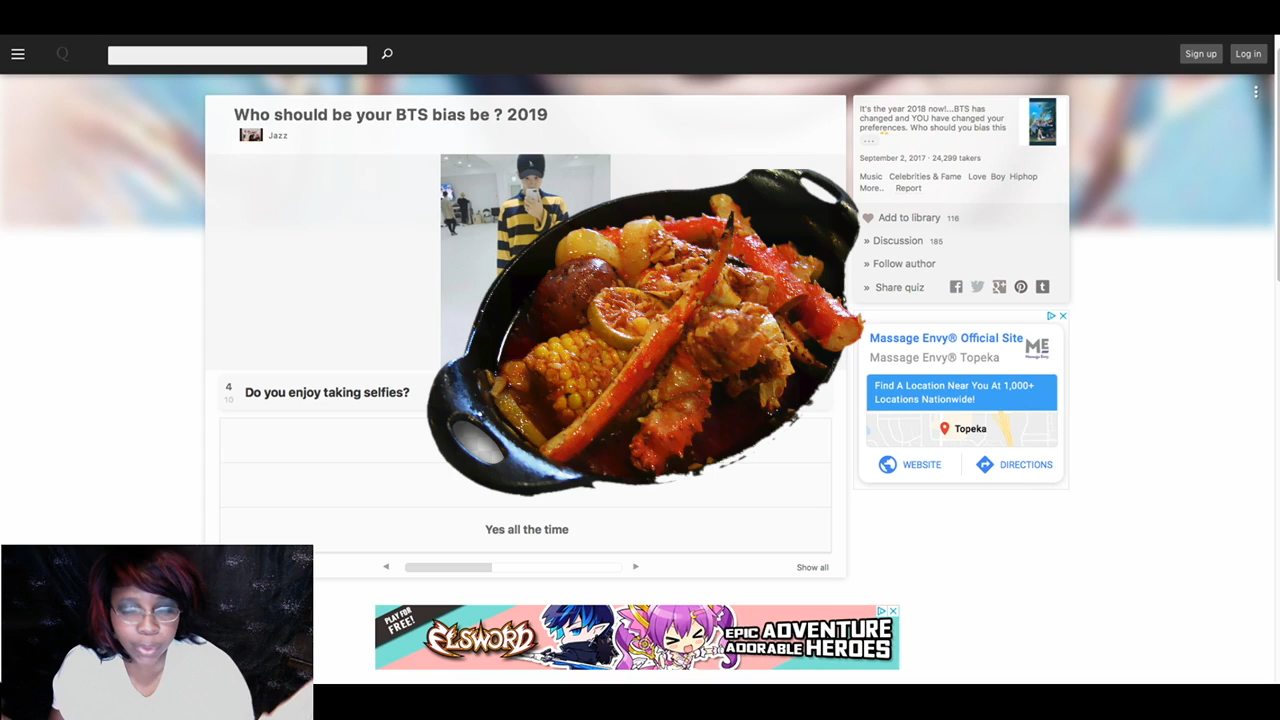 Q
Sign up
Log in
Who should be your BTS bias be ? 2019
Jazz
4
10
Do you enjoy taking selfies?
Yes all the time
Show all
It's the year 2018 now!...BTS has
changed and YOU have changed your
preferences. Who should you bias this
...
September 2, 2017 · 24,299 takers
Music Celebrities & Fame Love Boy Hiphop
More.. Report
Add to library 116
» Discussion 185
» Follow author
» Share quiz
Massage Envy® Official Site
Massage Envy® Topeka
ME
Massage Envy
Find A Location Near You At 1,000+
Locations Nationwide!
Topeka
WEBSITE
DIRECTIONS
PLAY FOR
FREE!
ELSWORD
EPIC ADVENTURE
ADORABLE HEROES